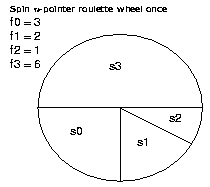 Spin n-pointer roulette wheel once
f0 = 3
f1 = 2
f2 = 1
f3 = 6
s3
s2
s0
s1